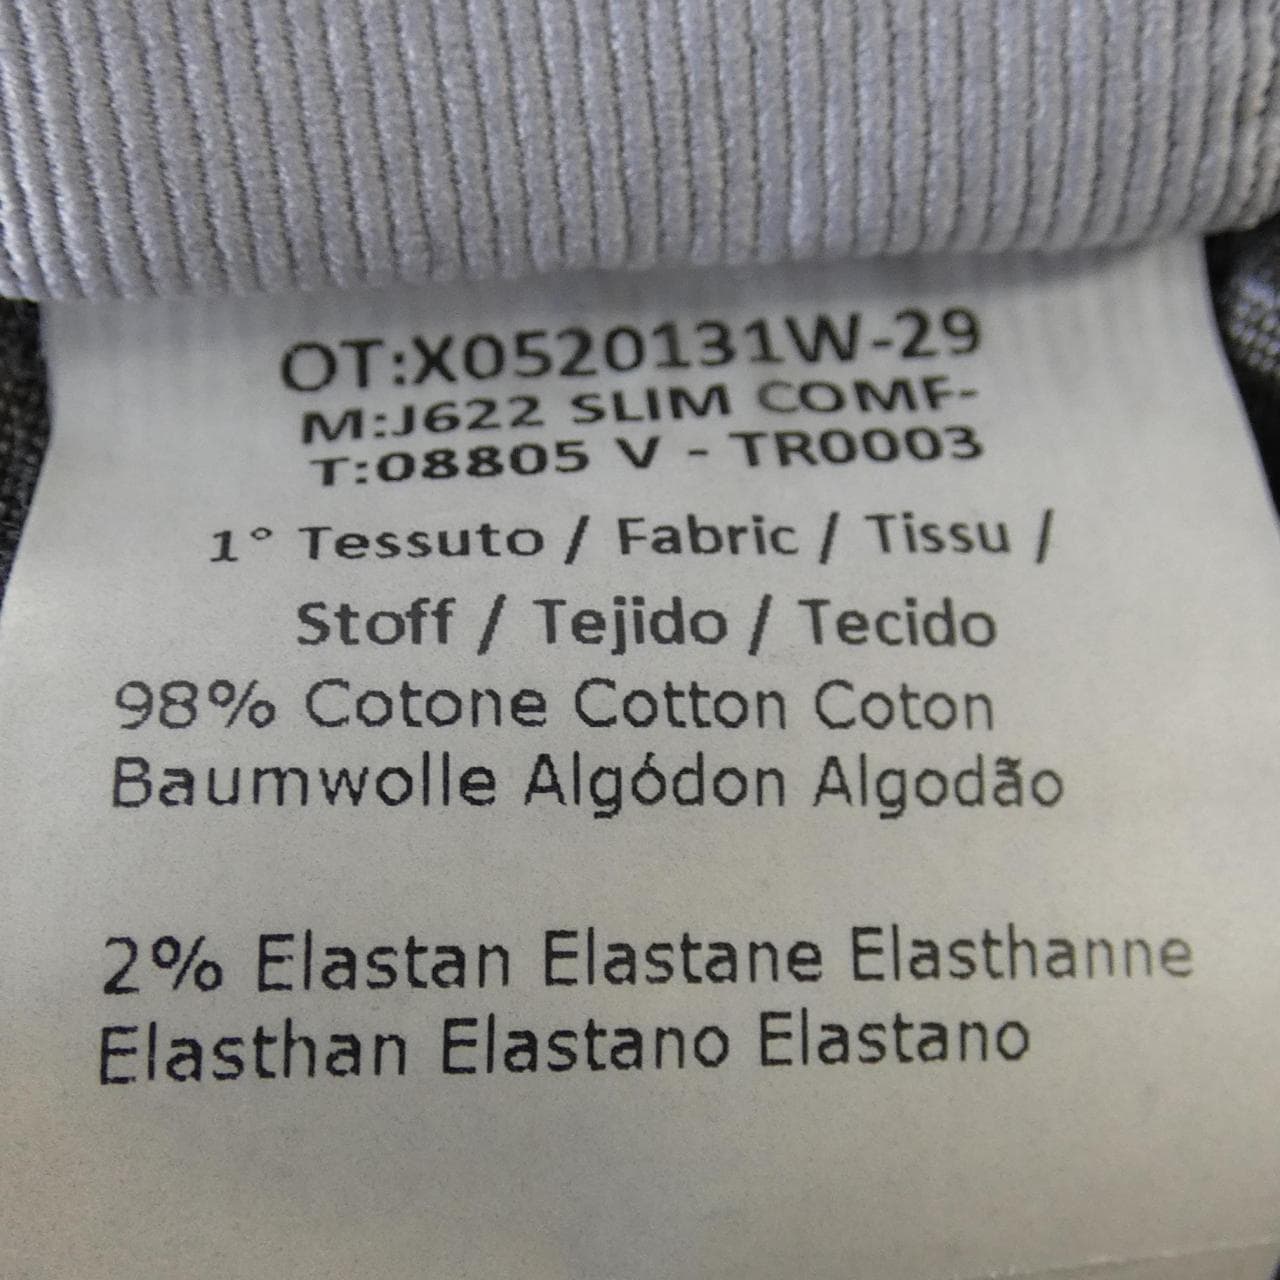 OT:X0520131W-29
M:J622 SLIM COMF-
T:08805 V - TR0003
1° Tessuto / Fabric / Tissu /
Stoff / Tejido / Tecido
98% Cotone Cotton Coton
Baumwolle Algódon Algodão
2% Elastan Elastane Elasthanne
Elasthan Elastano Elastano